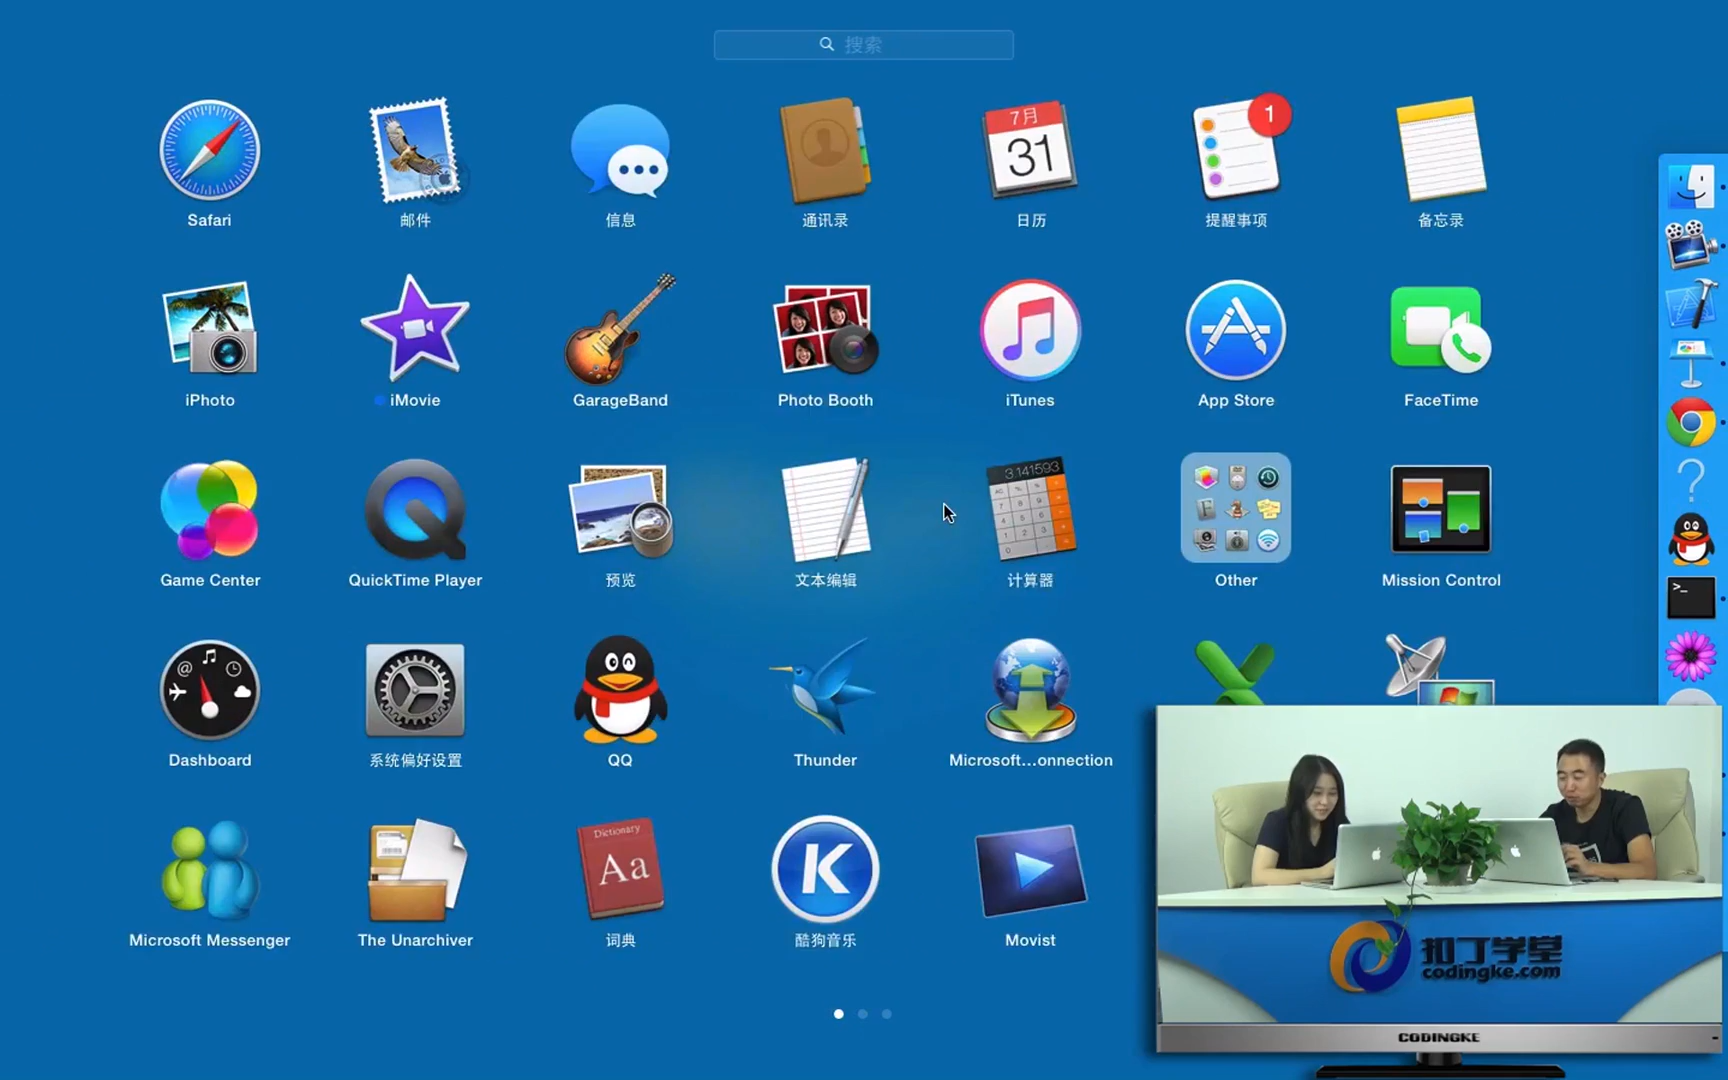 搜索
7月
31
1
Safari
邮件
信息
通讯录
日历
提醒事项
备忘录
iPhoto
iMovie
GarageBand
Photo Booth
iTunes
App Store
FaceTime
3.141593
Game Center
QuickTime Player
预览
文本编辑
计算器
Other
Mission Control
Dashboard
系统偏好设置
QQ
Thunder
Microsoft...onnection
Dictionary
Aa
K
Microsoft Messenger
The Unarchiver
词典
酷狗音乐
Movist
扣丁学堂
codingke.com
CODINGKE